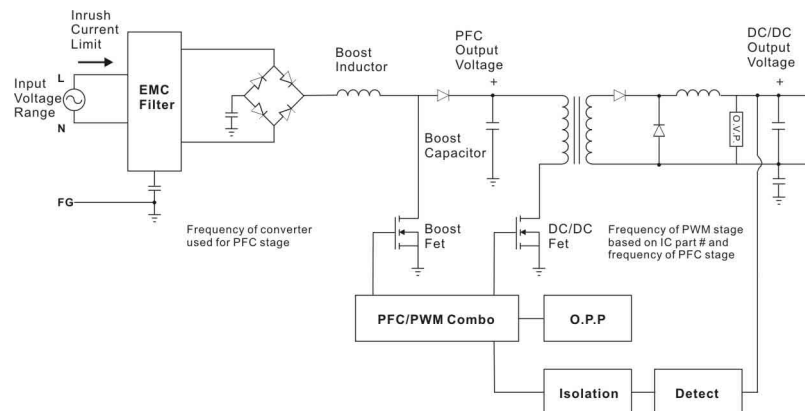 Inrush
Current
Limit
L
Input
Voltage
Range
N
EMC
Filter
FG
Boost
Inductor
PFC
Output
Voltage
+
DC/DC
Output
Voltage
+
O.V.P.
Boost
Capacitor
Frequency of converter
used for PFC stage
Boost
Fet
DC/DC
Fet
Frequency of PWM stage
based on IC part # and
frequency of PFC stage
PFC/PWM Combo
O.P.P
Isolation
Detect